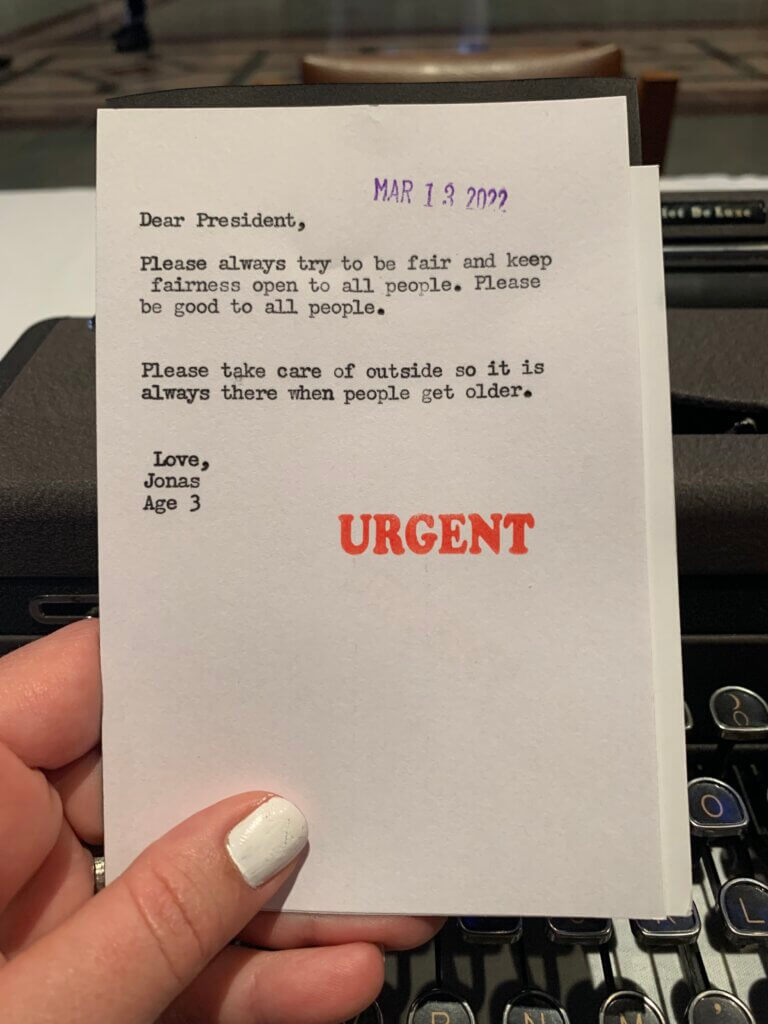 MAR 13 2022
Dear President,
Please always try to be fair and keep
fairness open to all people. Please
be good to all people.
Please take care of outside so it is
always there when people get older.
Love,
Jonas
Age 3
URGENT
De Luxe
O
L
N
M